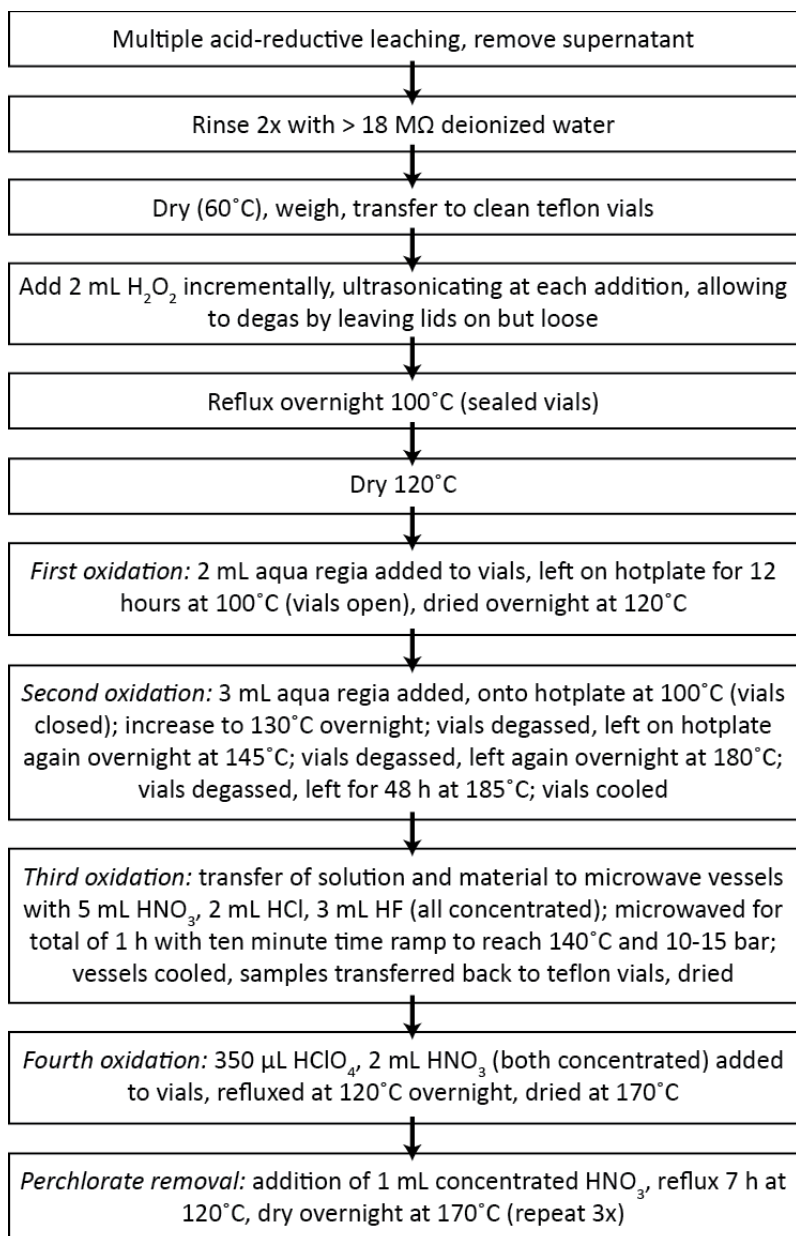 Multiple acid-reductive leaching, remove supernatant
Rinse 2x with > 18 MΩ deionized water
Dry (60˚C), weigh, transfer to clean teflon vials
Add 2 mL H₂O₂ incrementally, ultrasonicating at each addition, allowing
to degas by leaving lids on but loose
Reflux overnight 100˚C (sealed vials)
Dry 120˚C
First oxidation: 2 mL aqua regia added to vials, left on hotplate for 12
hours at 100˚C (vials open), dried overnight at 120˚C
Second oxidation: 3 mL aqua regia added, onto hotplate at 100˚C (vials
closed); increase to 130˚C overnight; vials degassed, left on hotplate
again overnight at 145˚C; vials degassed, left again overnight at 180˚C;
vials degassed, left for 48 h at 185˚C; vials cooled
Third oxidation: transfer of solution and material to microwave vessels
with 5 mL HNO₃, 2 mL HCl, 3 mL HF (all concentrated); microwaved for
total of 1 h with ten minute time ramp to reach 140˚C and 10-15 bar;
vessels cooled, samples transferred back to teflon vials, dried
Fourth oxidation: 350 µL HClO₄, 2 mL HNO₃ (both concentrated) added
to vials, refluxed at 120˚C overnight, dried at 170˚C
Perchlorate removal: addition of 1 mL concentrated HNO₃, reflux 7 h at
120˚C, dry overnight at 170˚C (repeat 3x)